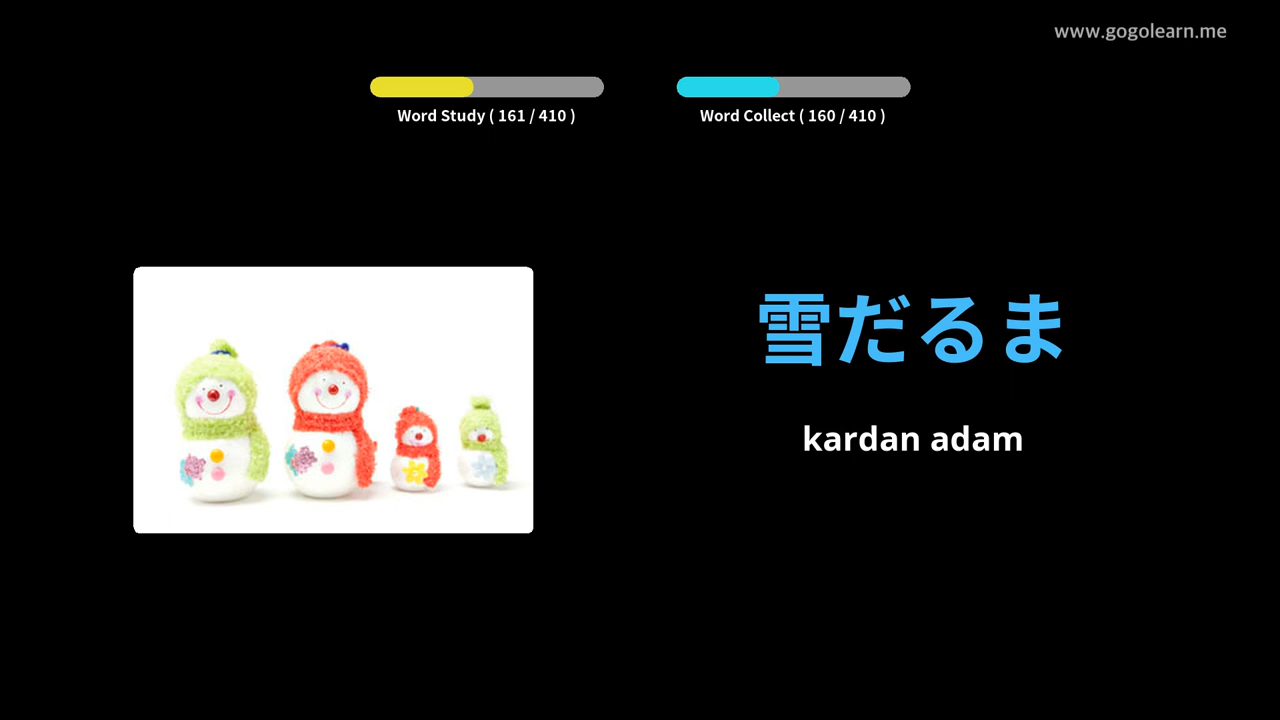 www.gogolearn.me
Word Study ( 161 / 410 )
Word Collect ( 160 / 410 )
雪だるま
kardan adam